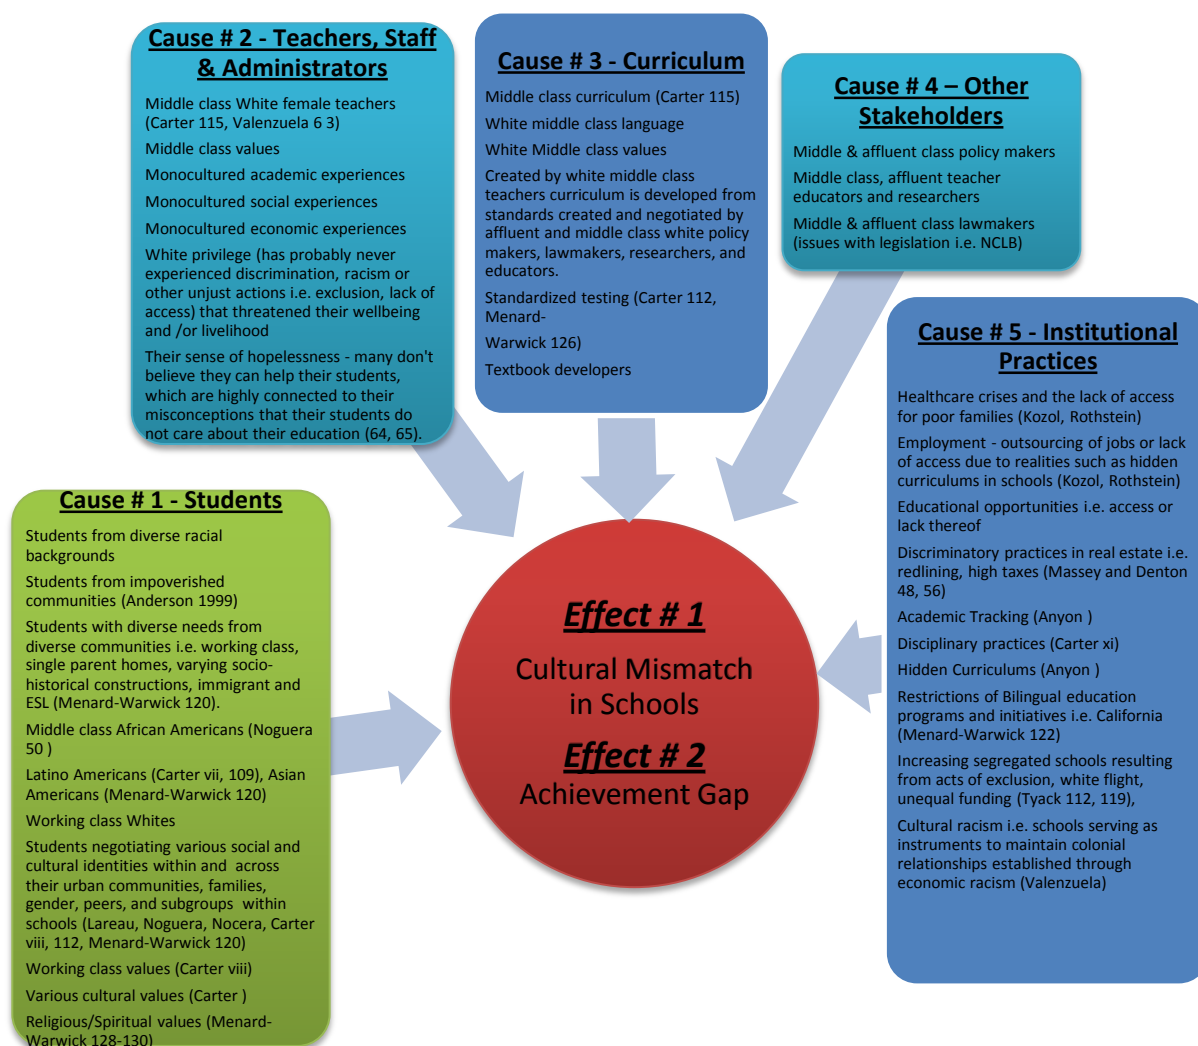 Cause # 1 - Students
Students from diverse racial
backgrounds
Students from impoverished
communities (Anderson 1999)
Students with diverse needs from
diverse communities i.e. working class,
single parent homes, varying socio-
historical constructions, immigrant and
ESL (Menard-Warwick 120).
Middle class African Americans (Noguera
50 )
Latino Americans (Carter vii, 109), Asian
Americans (Menard-Warwick 120)
Working class Whites
Students negotiating various social and
cultural identities within and  across
their urban communities, families,
gender, peers, and subgroups  within
schools (Lareau, Noguera, Nocera, Carter
viii, 112, Menard-Warwick 120)
Working class values (Carter viii)
Various cultural values (Carter )
Religious/Spiritual values (Menard-
Warwick 128-130)
Cause # 2 - Teachers, Staff
& Administrators
Middle class White female teachers
(Carter 115, Valenzuela 6 3)
Middle class values
Monocultured academic experiences
Monocultured social experiences
Monocultured economic experiences
White privilege (has probably never
experienced discrimination, racism or
other unjust actions i.e. exclusion, lack of
access) that threatened their wellbeing
and /or livelihood
Their sense of hopelessness - many don't
believe they can help their students,
which are highly connected to their
misconceptions that their students do
not care about their education (64, 65).
Cause # 3 - Curriculum
Middle class curriculum (Carter 115)
White middle class language
White Middle class values
Created by white middle class
teachers curriculum is developed from
standards created and negotiated by
affluent and middle class white policy
makers, lawmakers, researchers, and
educators.
Standardized testing (Carter 112,
Menard-
Warwick 126)
Textbook developers
Cause # 4 – Other
Stakeholders
Middle & affluent class policy makers
Middle class, affluent teacher
educators and researchers
Middle & affluent class lawmakers
(issues with legislation i.e. NCLB)
Cause # 5 - Institutional
Practices
Healthcare crises and the lack of access
for poor families (Kozol, Rothstein)
Employment - outsourcing of jobs or lack
of access due to realities such as hidden
curriculums in schools (Kozol, Rothstein)
Educational opportunities i.e. access or
lack thereof
Discriminatory practices in real estate i.e.
redlining, high taxes (Massey and Denton
48, 56)
Academic Tracking (Anyon )
Disciplinary practices (Carter xi)
Hidden Curriculums (Anyon )
Restrictions of Bilingual education
programs and initiatives i.e. California
(Menard-Warwick 122)
Increasing segregated schools resulting
from acts of exclusion, white flight,
unequal funding (Tyack 112, 119),
Cultural racism i.e. schools serving as
instruments to maintain colonial
relationships established through
economic racism (Valenzuela)
Effect # 1
Cultural Mismatch
in Schools
Effect # 2
Achievement Gap